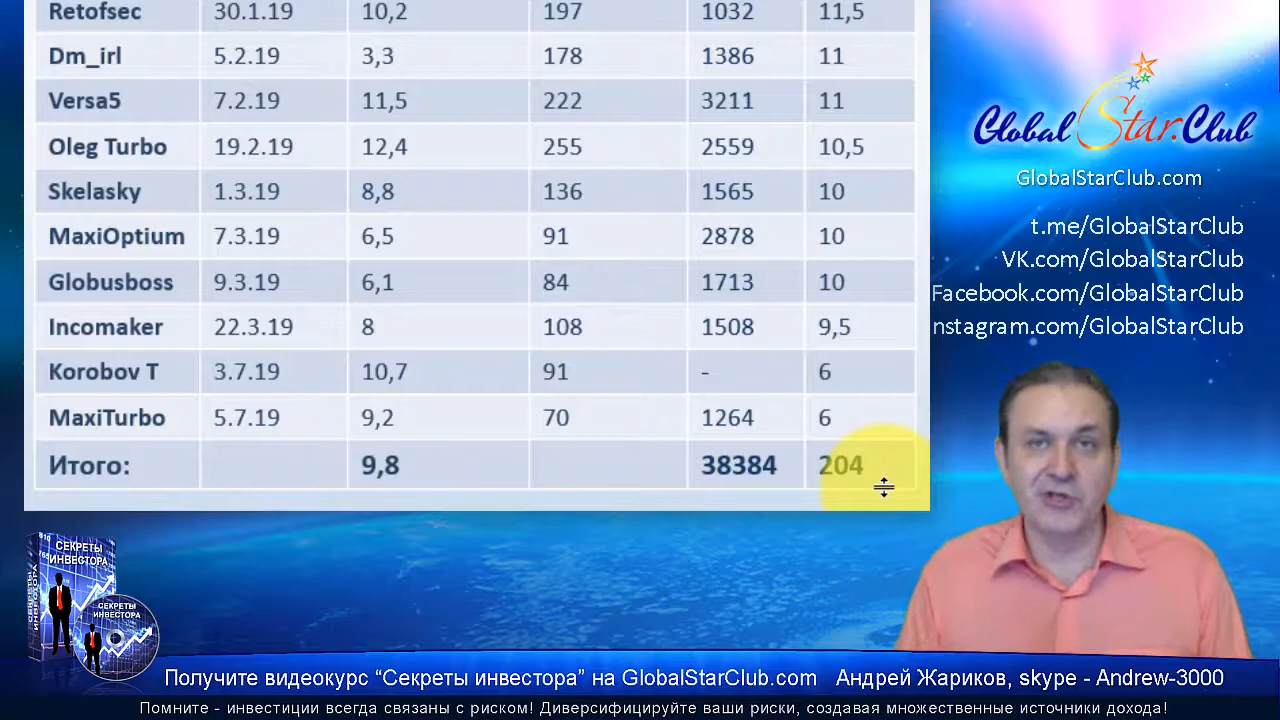 Retofsec 30.1.19 10,2 197 1032 11,5
Dm_irl 5.2.19 3,3 178 1386 11
Versa5 7.2.19 11,5 222 3211 11
Oleg Turbo 19.2.19 12,4 255 2559 10,5
Skelasky 1.3.19 8,8 136 1565 10
MaxiOptium 7.3.19 6,5 91 2878 10
Globusboss 9.3.19 6,1 84 1713 10
Incomaker 22.3.19 8 108 1508 9,5
Korobov T 3.7.19 10,7 91 - 6
MaxiTurbo 5.7.19 9,2 70 1264 6
Итого: 9,8 38384 204
Global Star.Club
GlobalStarClub.com
t.me/GlobalStarClub
VK.com/GlobalStarClub
Facebook.com/GlobalStarClub
nstagram.com/GlobalStarClub
СЕКРЕТЫ
ИНВЕСТОРА
СЕКРЕТЫ
ИНВЕСТОРА
Получите видеокурс “Секреты инвестора” на GlobalStarClub.com Андрей Жариков, skype - Andrew-3000
Помните - инвестиции всегда связаны с риском! Диверсифицируйте ваши риски, создавая множественные источники дохода!